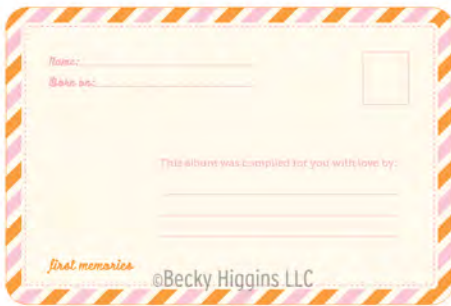 Name:
Born on:
This album was compiled for you with love by:
first memories
©Becky Higgins LLC